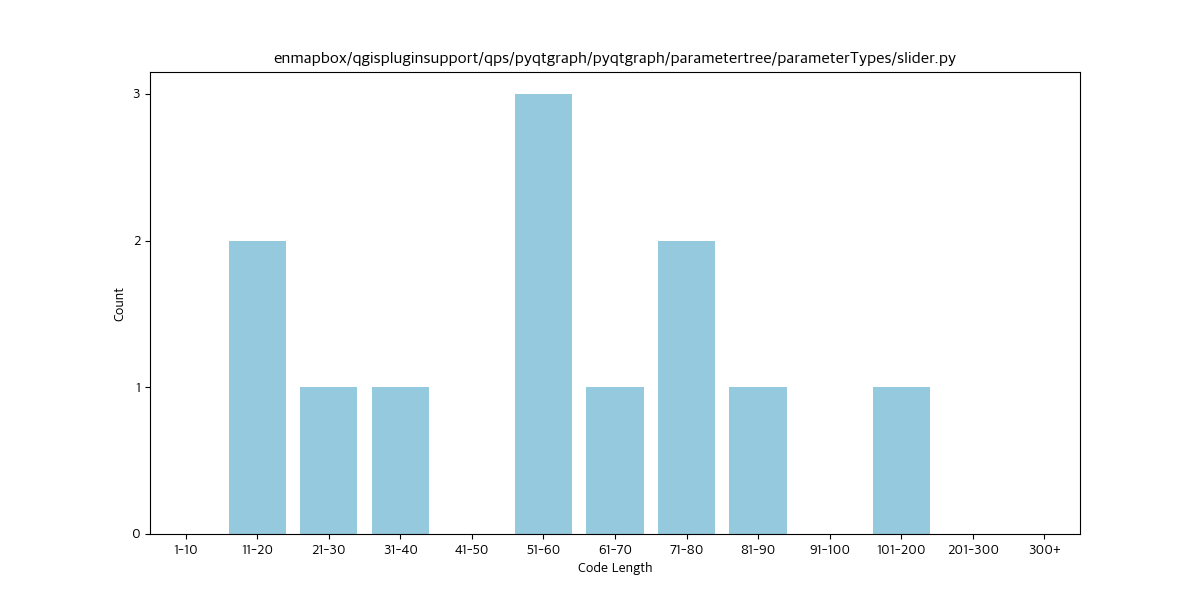 enmapbox/qgispluginsupport/qps/pyqtgraph/pyqtgraph/parametertree/parameterTypes/slider.py
3
2
1
0
Count
1-10 11-20 21-30 31-40 41-50 51-60 61-70 71-80 81-90 91-100 101-200 201-300 300+
Code Length